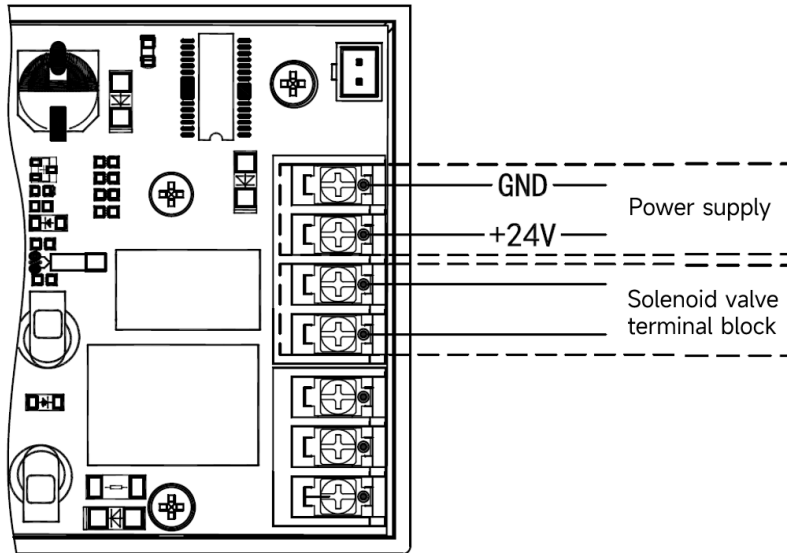 GND
+24V
Power supply
Solenoid valve
terminal block